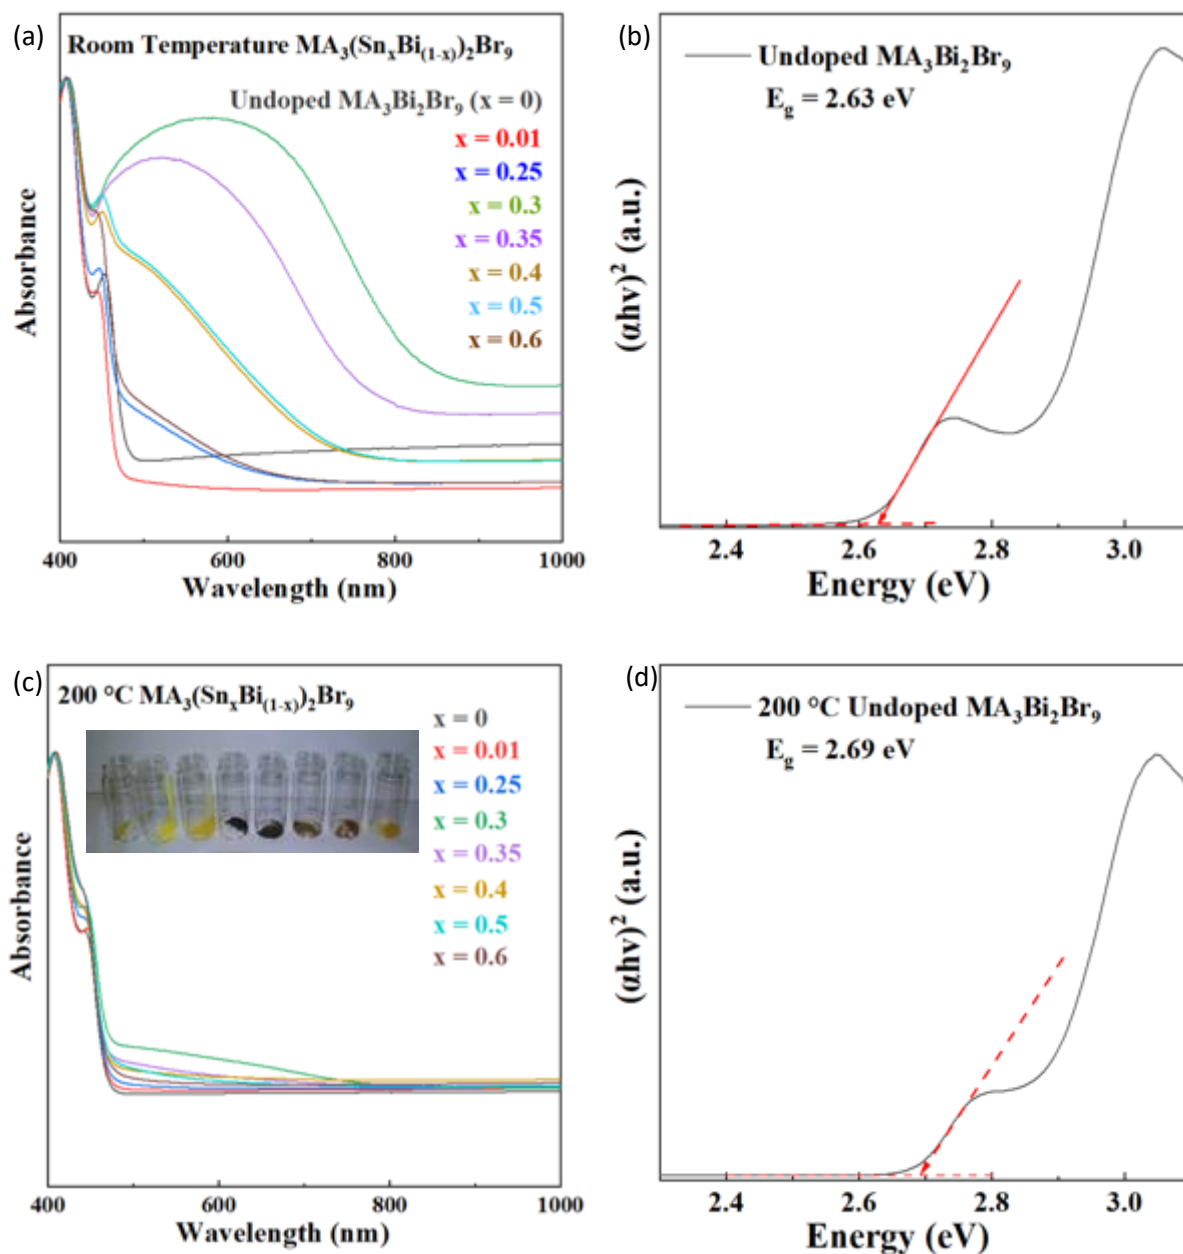 (a)
Room Temperature MA₃(SnₓBi₍₁₋ₓ₎)₂Br₉
Undoped MA₃Bi₂Br₉ (x = 0)
x = 0.01
x = 0.25
x = 0.3
x = 0.35
x = 0.4
x = 0.5
x = 0.6
Absorbance
400 600 800 1000
Wavelength (nm)
(b)
Undoped MA₃Bi₂Br₉
E_g = 2.63 eV
(αhν)² (a.u.)
2.4 2.6 2.8 3.0
Energy (eV)
(c)
200 °C MA₃(SnₓBi₍₁₋ₓ₎)₂Br₉
x = 0
x = 0.01
x = 0.25
x = 0.3
x = 0.35
x = 0.4
x = 0.5
x = 0.6
Absorbance
400 600 800 1000
Wavelength (nm)
(d)
200 °C Undoped MA₃Bi₂Br₉
E_g = 2.69 eV
(αhν)² (a.u.)
2.4 2.6 2.8 3.0
Energy (eV)